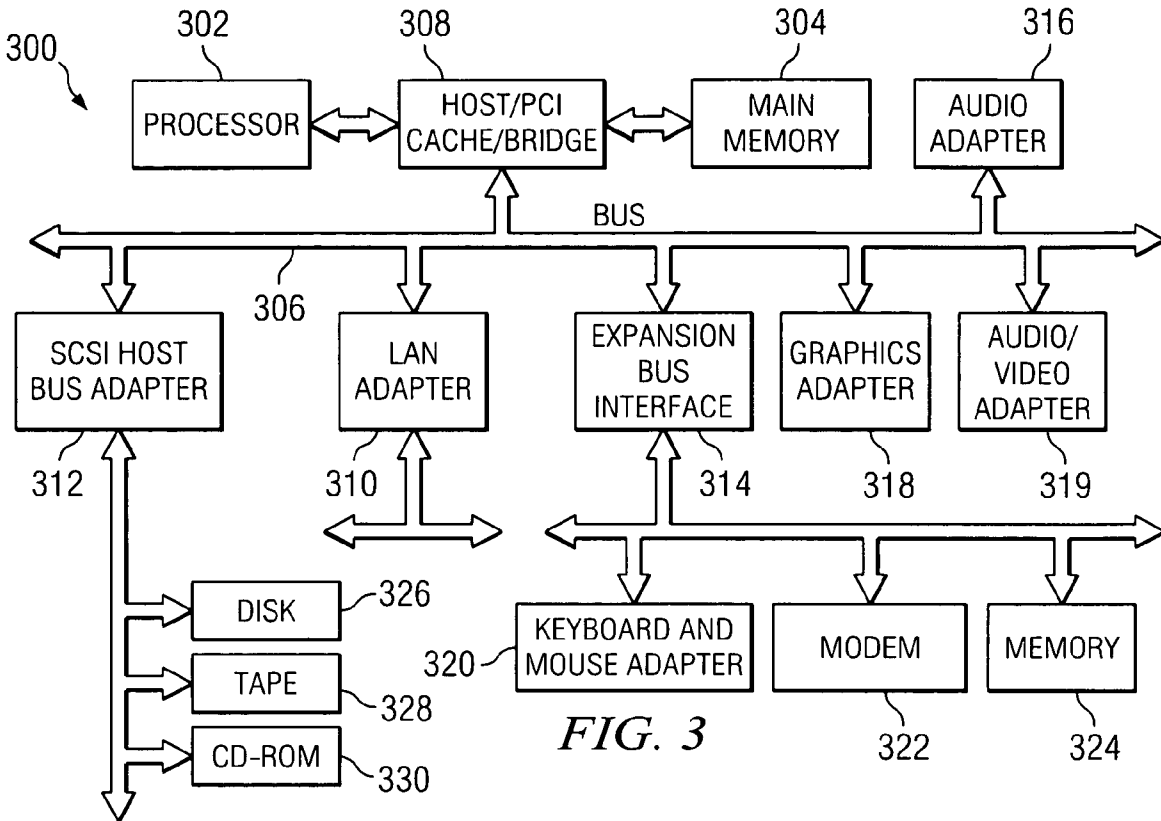 300
302
308
304
316
PROCESSOR
HOST/PCI
CACHE/BRIDGE
MAIN
MEMORY
AUDIO
ADAPTER
BUS
306
SCSI HOST
BUS ADAPTER
LAN
ADAPTER
EXPANSION
BUS
INTERFACE
GRAPHICS
ADAPTER
AUDIO/
VIDEO
ADAPTER
312
310
314
318
319
DISK
326
TAPE
328
CD-ROM
330
320
KEYBOARD AND
MOUSE ADAPTER
MODEM
MEMORY
322
324
FIG. 3